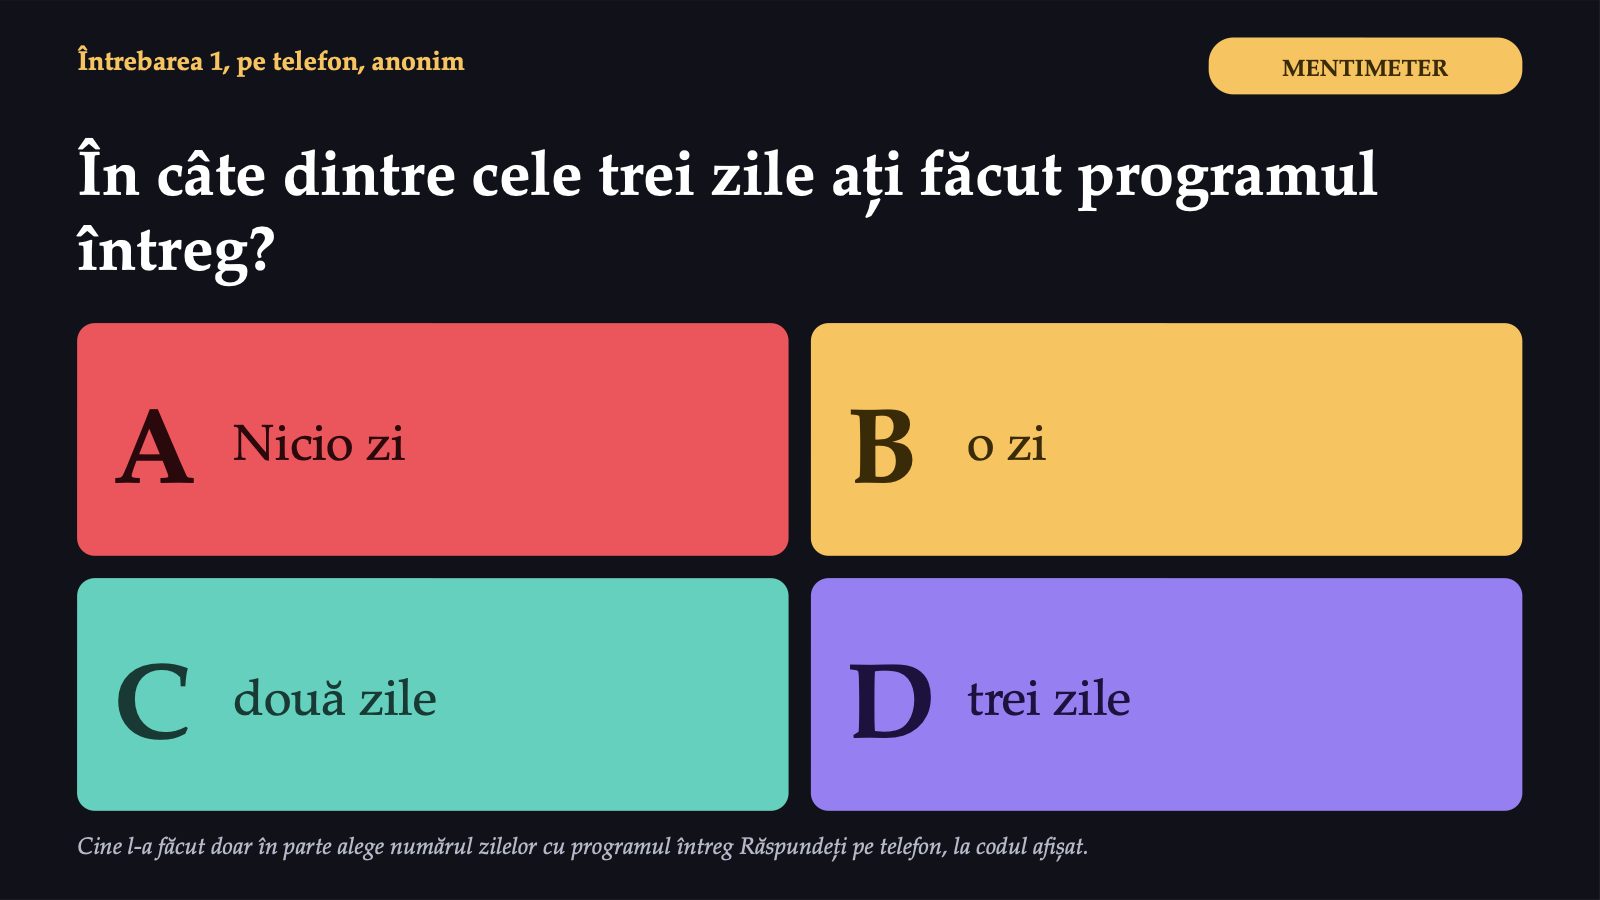 Întrebarea 1, pe telefon, anonim
MENTIMETER
În câte dintre cele trei zile ați făcut programul
întreg?
A Nicio zi
B o zi
C două zile
D trei zile
Cine l-a făcut doar în parte alege numărul zilelor cu programul întreg Răspundeți pe telefon, la codul afișat.